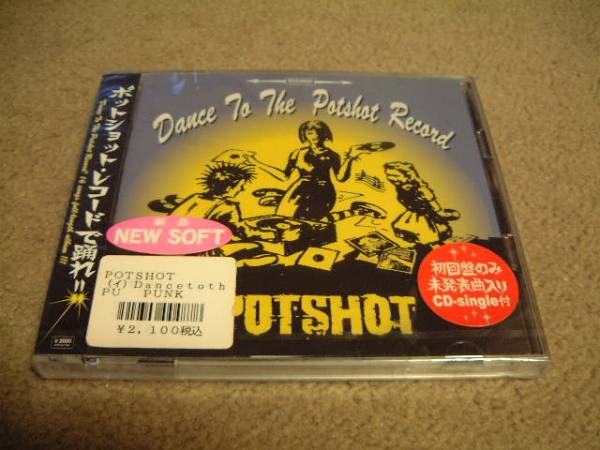 STEREO
Dance To The Potshot Record
ポットショット・レコードで踊れ!!
新品
NEW SOFT
POTSHOT
(イ)Dancetoth
PU PUNK
¥2,100税込
初回盤のみ
未発表曲入り
CD-single付
POTSHOT